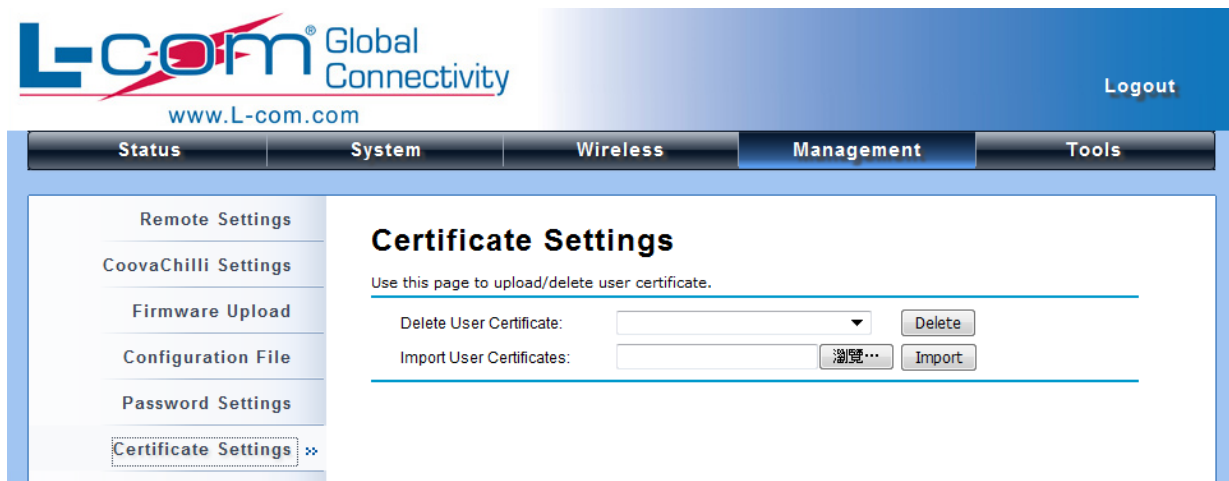 L-com® Global Connectivity
www.L-com.com
Logout
Status System Wireless Management Tools
Remote Settings
CoovaChilli Settings
Firmware Upload
Configuration File
Password Settings
Certificate Settings »
Certificate Settings
Use this page to upload/delete user certificate.
Delete User Certificate: Delete
Import User Certificates: 瀏覽… Import